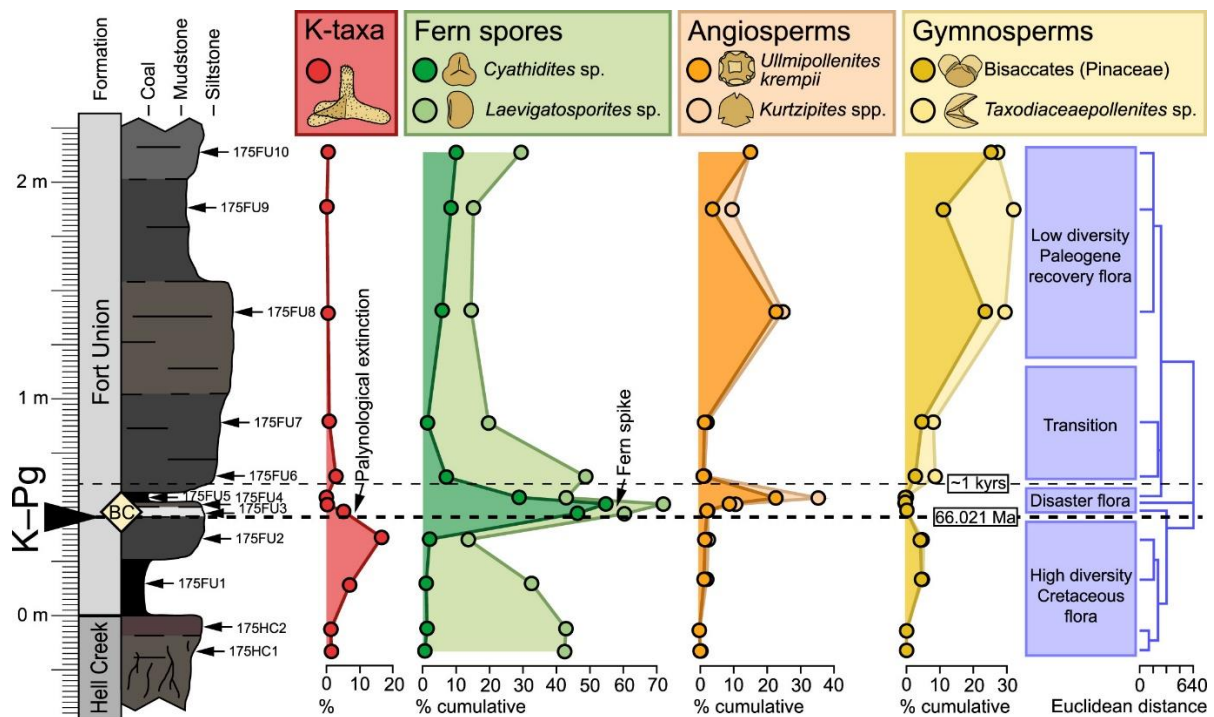 Formation
Coal
Mudstone
Siltstone
K-taxa
Fern spores
Cyathidites sp.
Laevigatosporites sp.
Angiosperms
Ullmipollenites
krempii
Kurtzipites spp.
Gymnosperms
Bisaccates (Pinaceae)
Taxodiaceaepollenites sp.
2 m
1 m
0 m
Fort Union
Hell Creek
K–Pg
BC
175FU10
175FU9
175FU8
175FU7
175FU6
175FU5
175FU4
175FU3
175FU2
175FU1
175HC2
175HC1
Palynological extinction
Fern spike
~1 kyrs
66.021 Ma
Low diversity
Paleogene
recovery flora
Transition
Disaster flora
High diversity
Cretaceous
flora
0 20
%
0 10 20 30 40 50 60 70
% cumulative
0 20 40
% cumulative
0 10 20 30
% cumulative
0 640
Euclidean distance